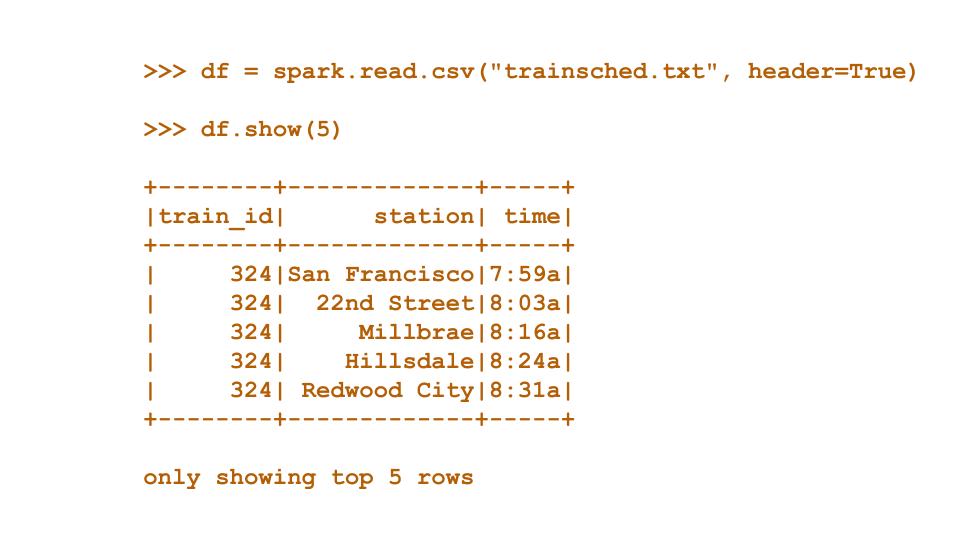 >>> df = spark.read.csv("trainsched.txt", header=True)
>>> df.show(5)
+--------+-------------+-----+
|train_id|      station| time|
+--------+-------------+-----+
|     324|San Francisco|7:59a|
|     324|  22nd Street|8:03a|
|     324|     Millbrae|8:16a|
|     324|    Hillsdale|8:24a|
|     324| Redwood City|8:31a|
+--------+-------------+-----+
only showing top 5 rows